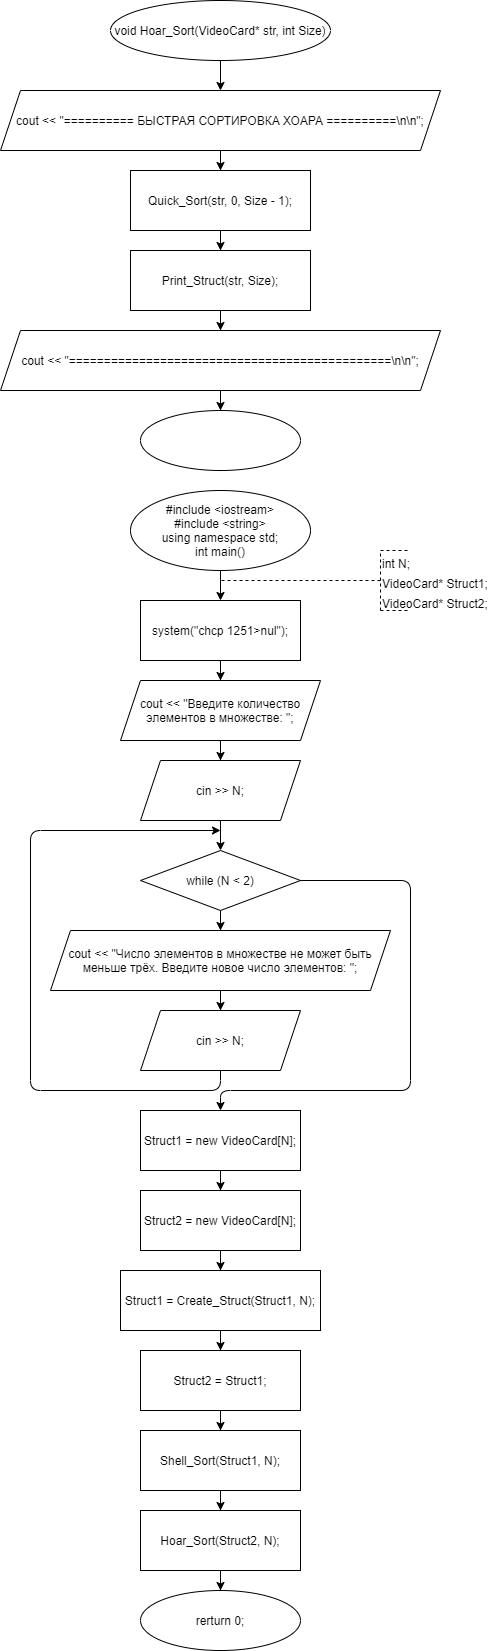 void Hoar_Sort(VideoCard* str, int Size)
cout << "========== БЫСТРАЯ СОРТИРОВКА ХОАРА ==========\n\n";
Quick_Sort(str, 0, Size - 1);
Print_Struct(str, Size);
cout << "==============================================\n\n";
#include <iostream>
#include <string>
using namespace std;
int main()
int N;
VideoCard* Struct1;
VideoCard* Struct2;
system("chcp 1251>nul");
cout << "Введите количество
элементов в множестве: ";
cin >> N;
while (N < 2)
cout << "Число элементов в множестве не может быть
меньше трёх. Введите новое число элементов: ";
cin >> N;
Struct1 = new VideoCard[N];
Struct2 = new VideoCard[N];
Struct1 = Create_Struct(Struct1, N);
Struct2 = Struct1;
Shell_Sort(Struct1, N);
Hoar_Sort(Struct2, N);
rerturn 0;